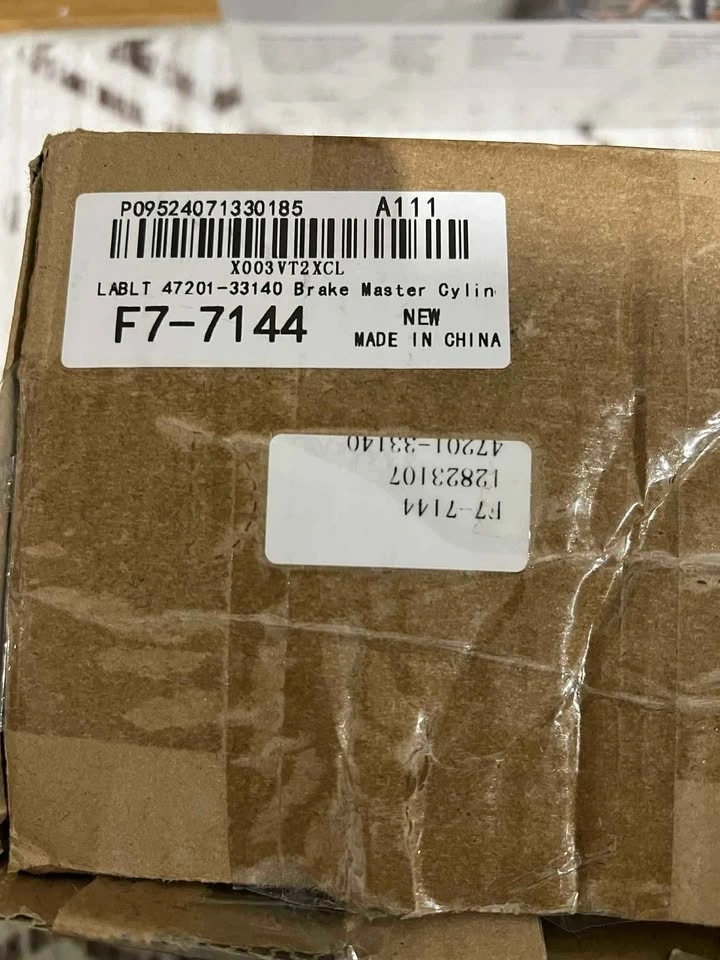 P09524071330185 A111
X003VT2XCL
LABLT 47201-33140 Brake Master Cylin
F7-7144 NEW
MADE IN CHINA
F7-7144
12823107
47201-33140